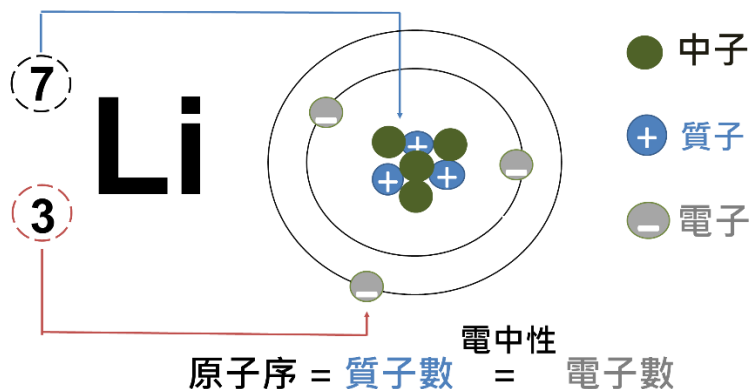 7
Li
3
中子
+ 質子
− 電子
+
+
+
−
−
−
電中性
原子序 = 質子數 = 電子數